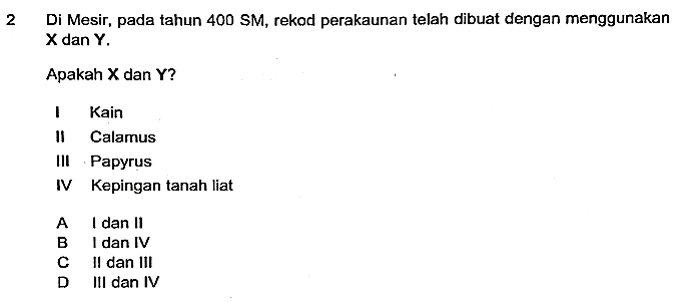 2 Di Mesir, pada tahun 400 SM, rekod perakaunan telah dibuat dengan menggunakan
X dan Y.
Apakah X dan Y?
I Kain
II Calamus
III Papyrus
IV Kepingan tanah liat
A I dan II
B I dan IV
C II dan III
D III dan IV